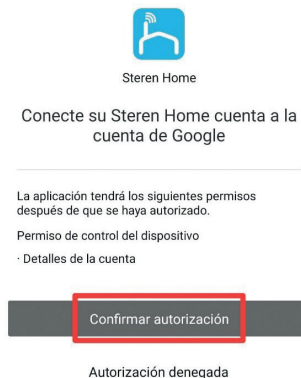 Steren Home
Conecte su Steren Home cuenta a la
cuenta de Google
La aplicación tendrá los siguientes permisos
después de que se haya autorizado.
Permiso de control del dispositivo
· Detalles de la cuenta
Confirmar autorización
Autorización denegada